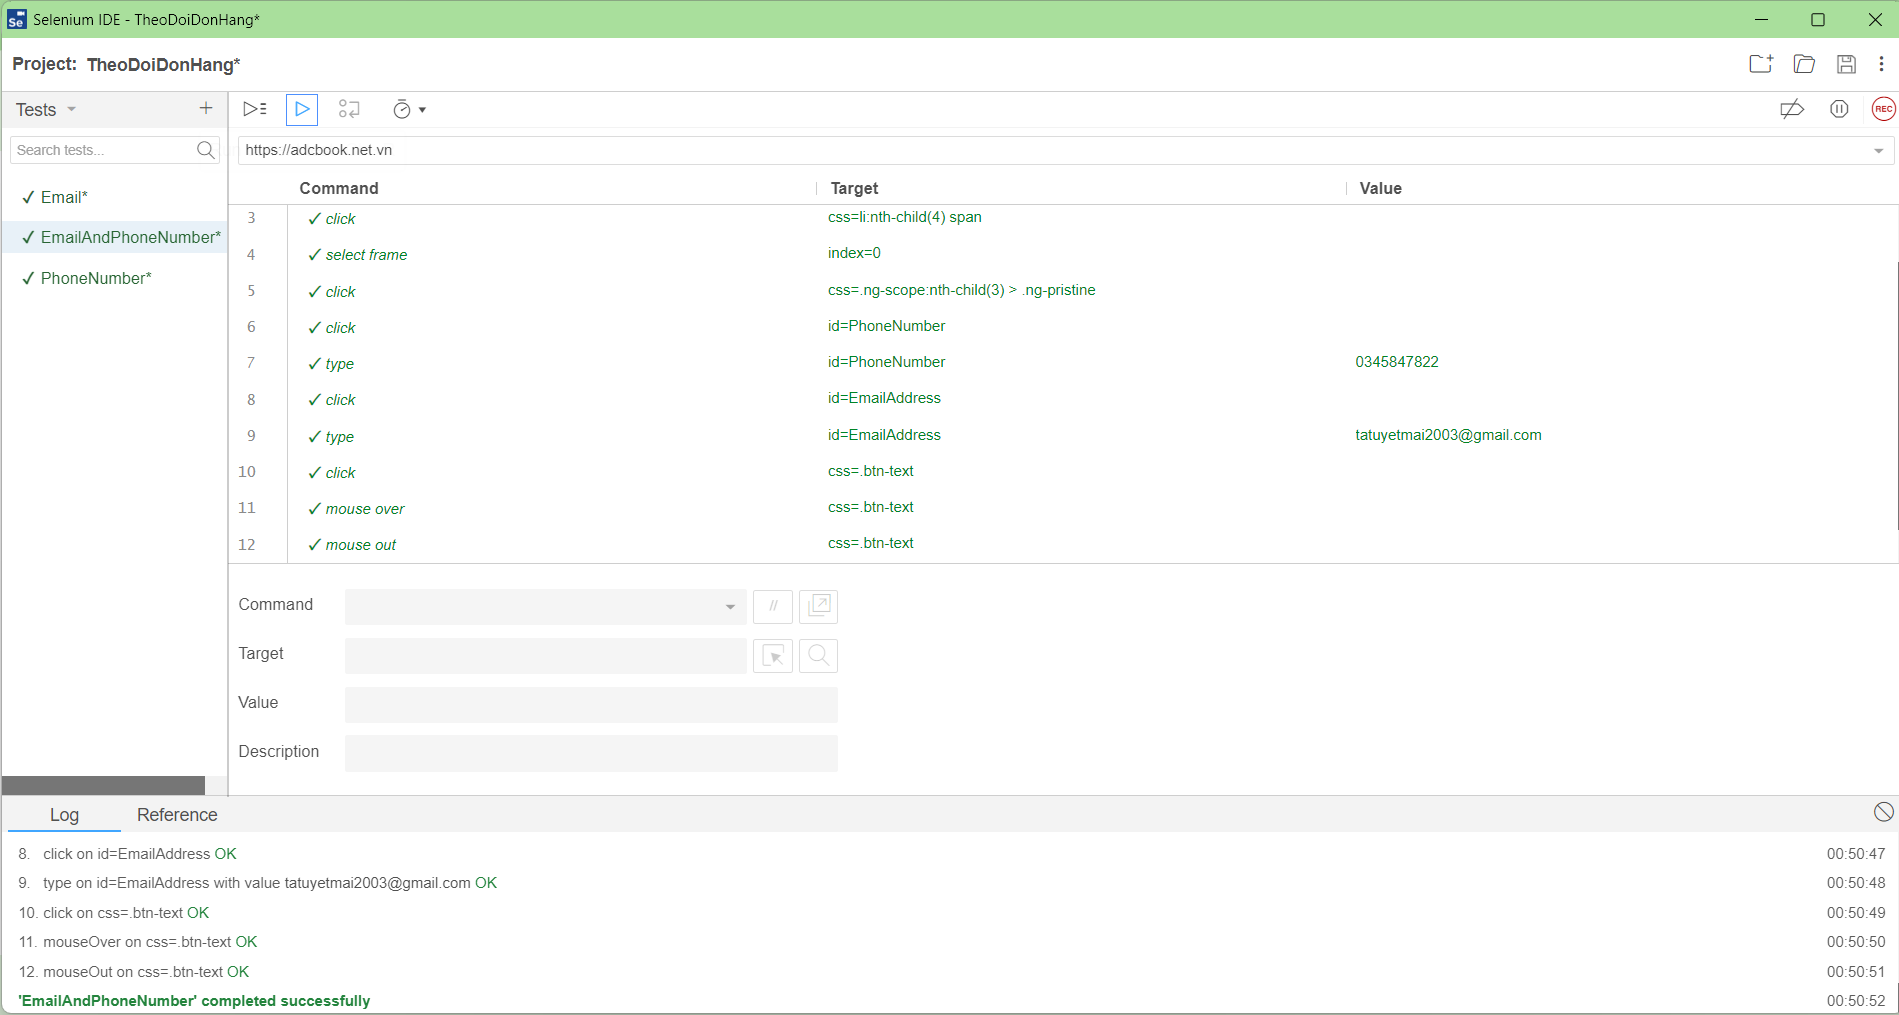 Selenium IDE - TheoDoiDonHang*
Project: TheoDoiDonHang*
Tests
Search tests...
✓ Email*
✓ EmailAndPhoneNumber*
✓ PhoneNumber*
REC
https://adcbook.net.vn
Command Target Value
3 ✓ click css=li:nth-child(4) span
4 ✓ select frame index=0
5 ✓ click css=.ng-scope:nth-child(3) > .ng-pristine
6 ✓ click id=PhoneNumber
7 ✓ type id=PhoneNumber 0345847822
8 ✓ click id=EmailAddress
9 ✓ type id=EmailAddress tatuyetmai2003@gmail.com
10 ✓ click css=.btn-text
11 ✓ mouse over css=.btn-text
12 ✓ mouse out css=.btn-text
Command //
Target
Value
Description
Log Reference
8. click on id=EmailAddress OK 00:50:47
9. type on id=EmailAddress with value tatuyetmai2003@gmail.com OK 00:50:48
10. click on css=.btn-text OK 00:50:49
11. mouseOver on css=.btn-text OK 00:50:50
12. mouseOut on css=.btn-text OK 00:50:51
'EmailAndPhoneNumber' completed successfully 00:50:52